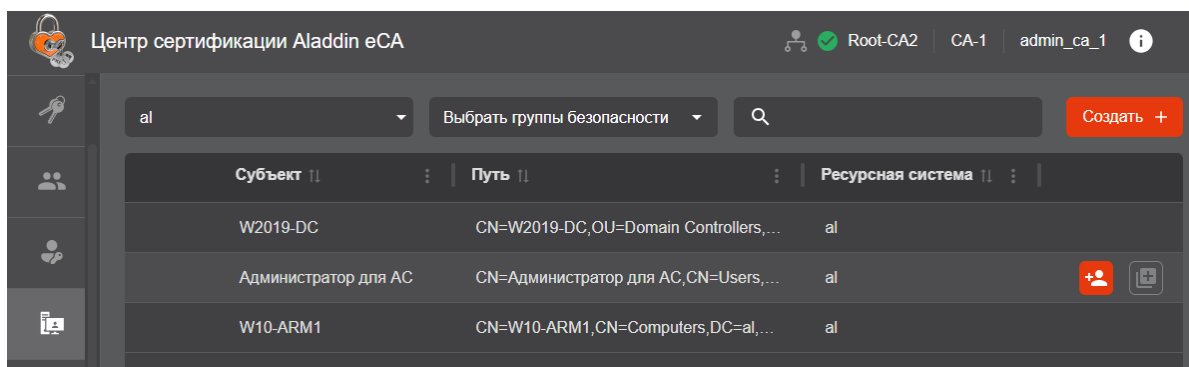 Центр сертификации Aladdin eCA Root-CA2 CA-1 admin_ca_1
al Выбрать группы безопасности Создать +
Субъект Путь Ресурсная система
W2019-DC CN=W2019-DC,OU=Domain Controllers,... al
Администратор для АС CN=Администратор для АС,CN=Users,... al
W10-ARM1 CN=W10-ARM1,CN=Computers,DC=al,... al